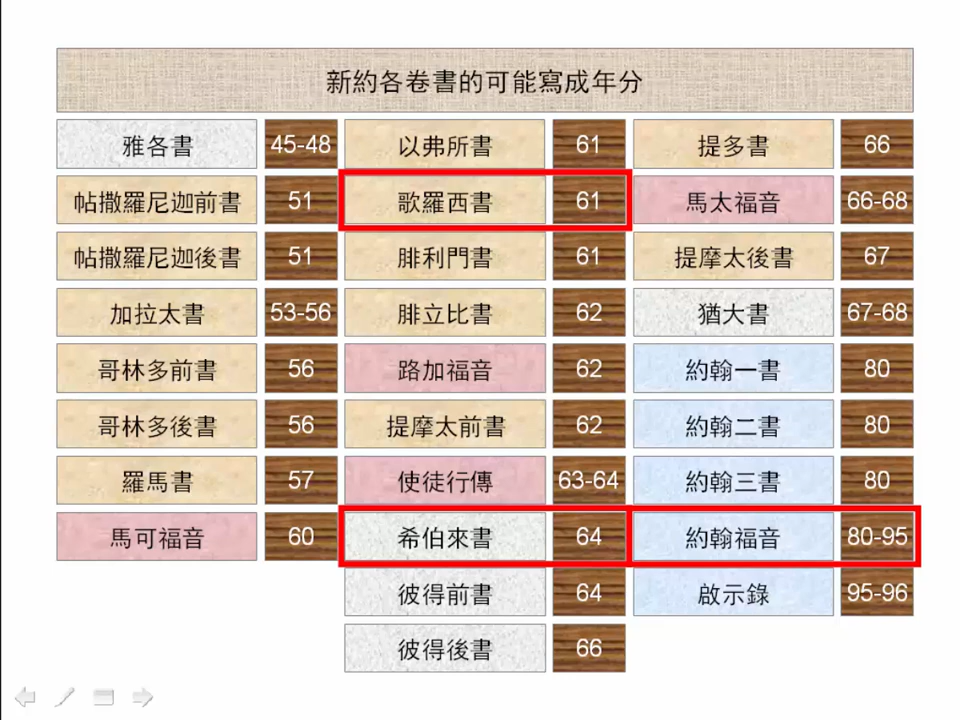 新約各卷書的可能寫成年分
雅各書 45-48 以弗所書 61 提多書 66
帖撒羅尼迦前書 51 歌羅西書 61 馬太福音 66-68
帖撒羅尼迦後書 51 腓利門書 61 提摩太後書 67
加拉太書 53-56 腓立比書 62 猶大書 67-68
哥林多前書 56 路加福音 62 約翰一書 80
哥林多後書 56 提摩太前書 62 約翰二書 80
羅馬書 57 使徒行傳 63-64 約翰三書 80
馬可福音 60 希伯來書 64 約翰福音 80-95
彼得前書 64 啟示錄 95-96
彼得後書 66